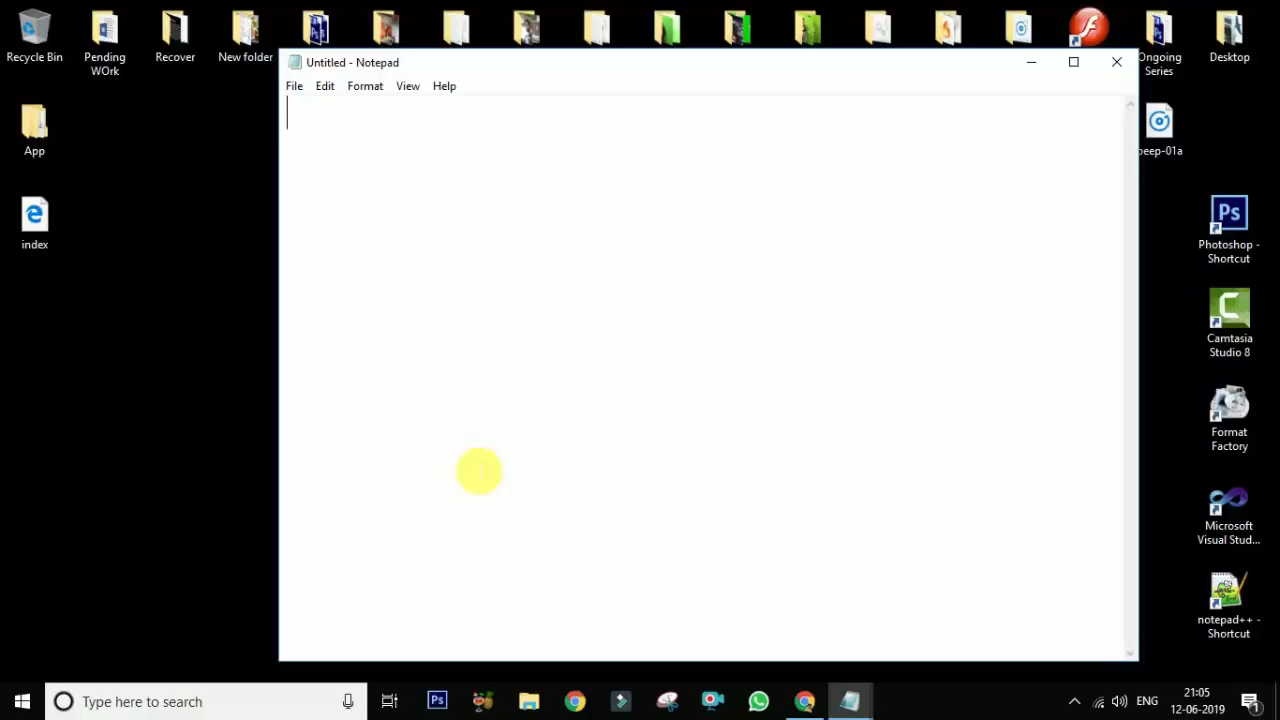 Recycle Bin
Pending WOrk
Recover
New folder
Ongoing Series
Desktop
Untitled - Notepad
File Edit Format View Help
App
beep-01a
index
Photoshop - Shortcut
Camtasia Studio 8
Format Factory
Microsoft Visual Stud...
notepad++ - Shortcut
Type here to search
ENG
21:05
12-06-2019